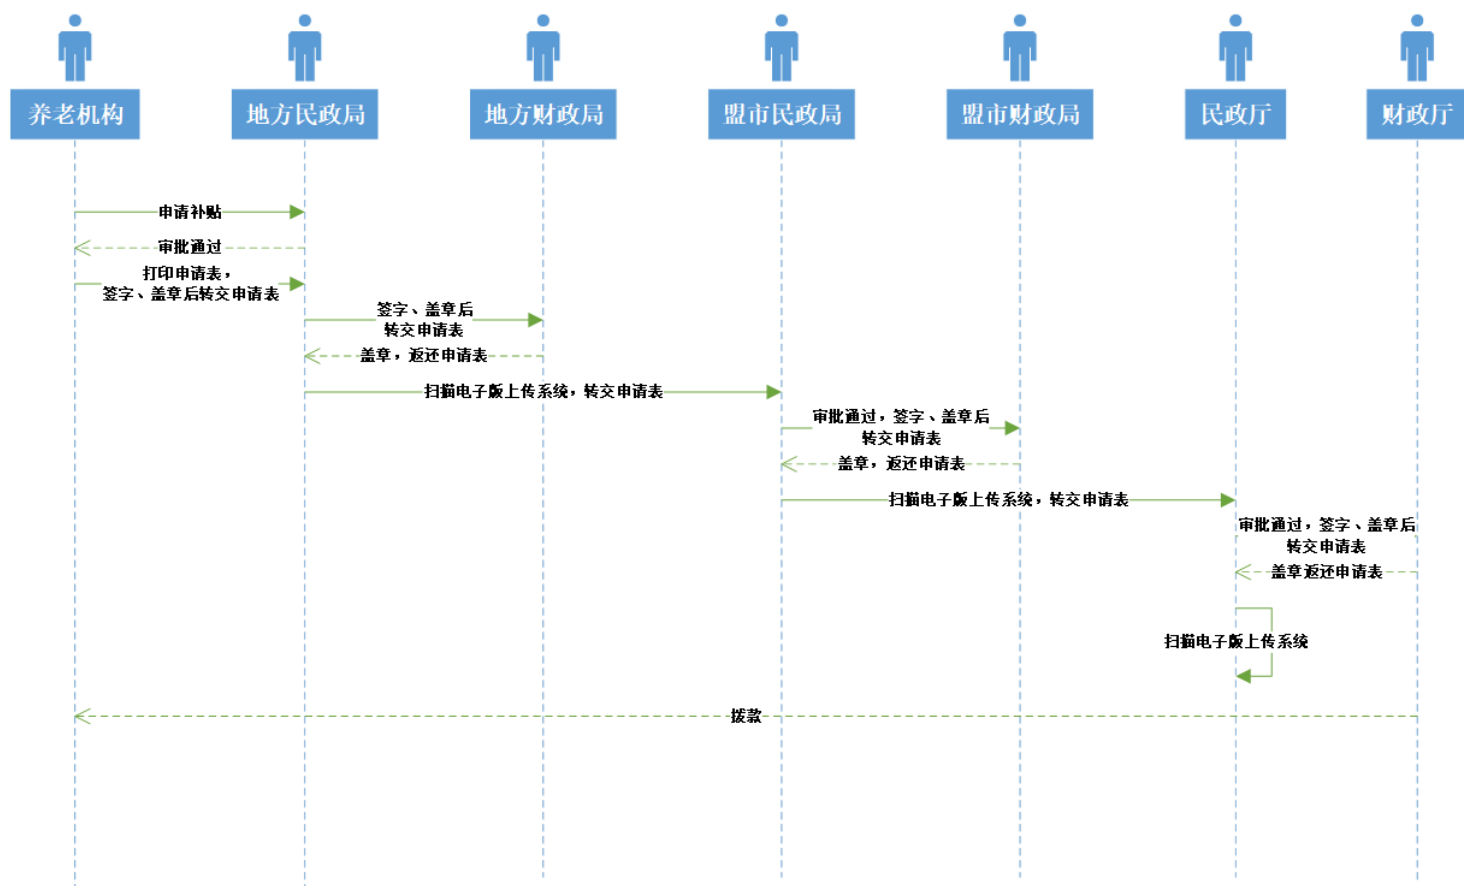 养老机构
地方民政局
地方财政局
盟市民政局
盟市财政局
民政厅
财政厅
申请补贴
审批通过
打印申请表，
签字、盖章后转交申请表
签字、盖章后
转交申请表
盖章，返还申请表
扫描电子版上传系统，转交申请表
审批通过，签字、盖章后
转交申请表
盖章，返还申请表
扫描电子版上传系统，转交申请表
审批通过，签字、盖章后
转交申请表
盖章返还申请表
扫描电子版上传系统
拨款